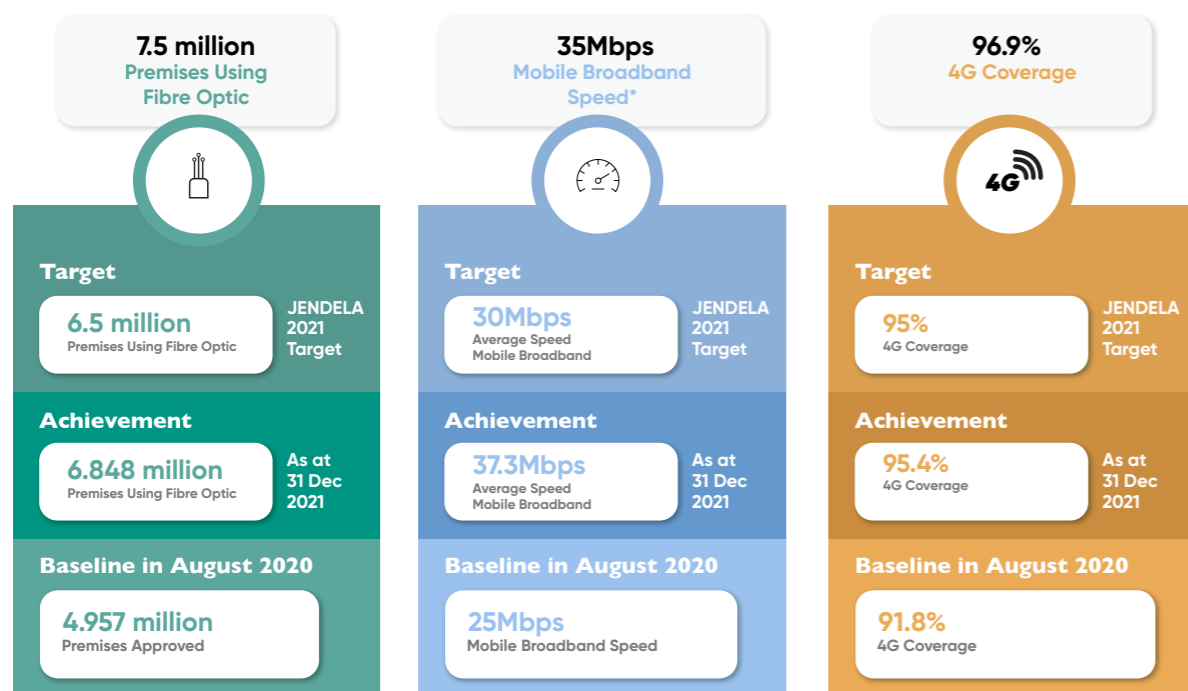 7.5 million
Premises Using
Fibre Optic
Target
6.5 million
Premises Using Fibre Optic
JENDELA
2021
Target
Achievement
6.848 million
Premises Using Fibre Optic
As at
31 Dec
2021
Baseline in August 2020
4.957 million
Premises Approved
35Mbps
Mobile Broadband
Speed*
Target
30Mbps
Average Speed
Mobile Broadband
JENDELA
2021
Target
Achievement
37.3Mbps
Average Speed
Mobile Broadband
As at
31 Dec
2021
Baseline in August 2020
25Mbps
Mobile Broadband Speed
96.9%
4G Coverage
4G
Target
95%
4G Coverage
JENDELA
2021
Target
Achievement
95.4%
4G Coverage
As at
31 Dec
2021
Baseline in August 2020
91.8%
4G Coverage